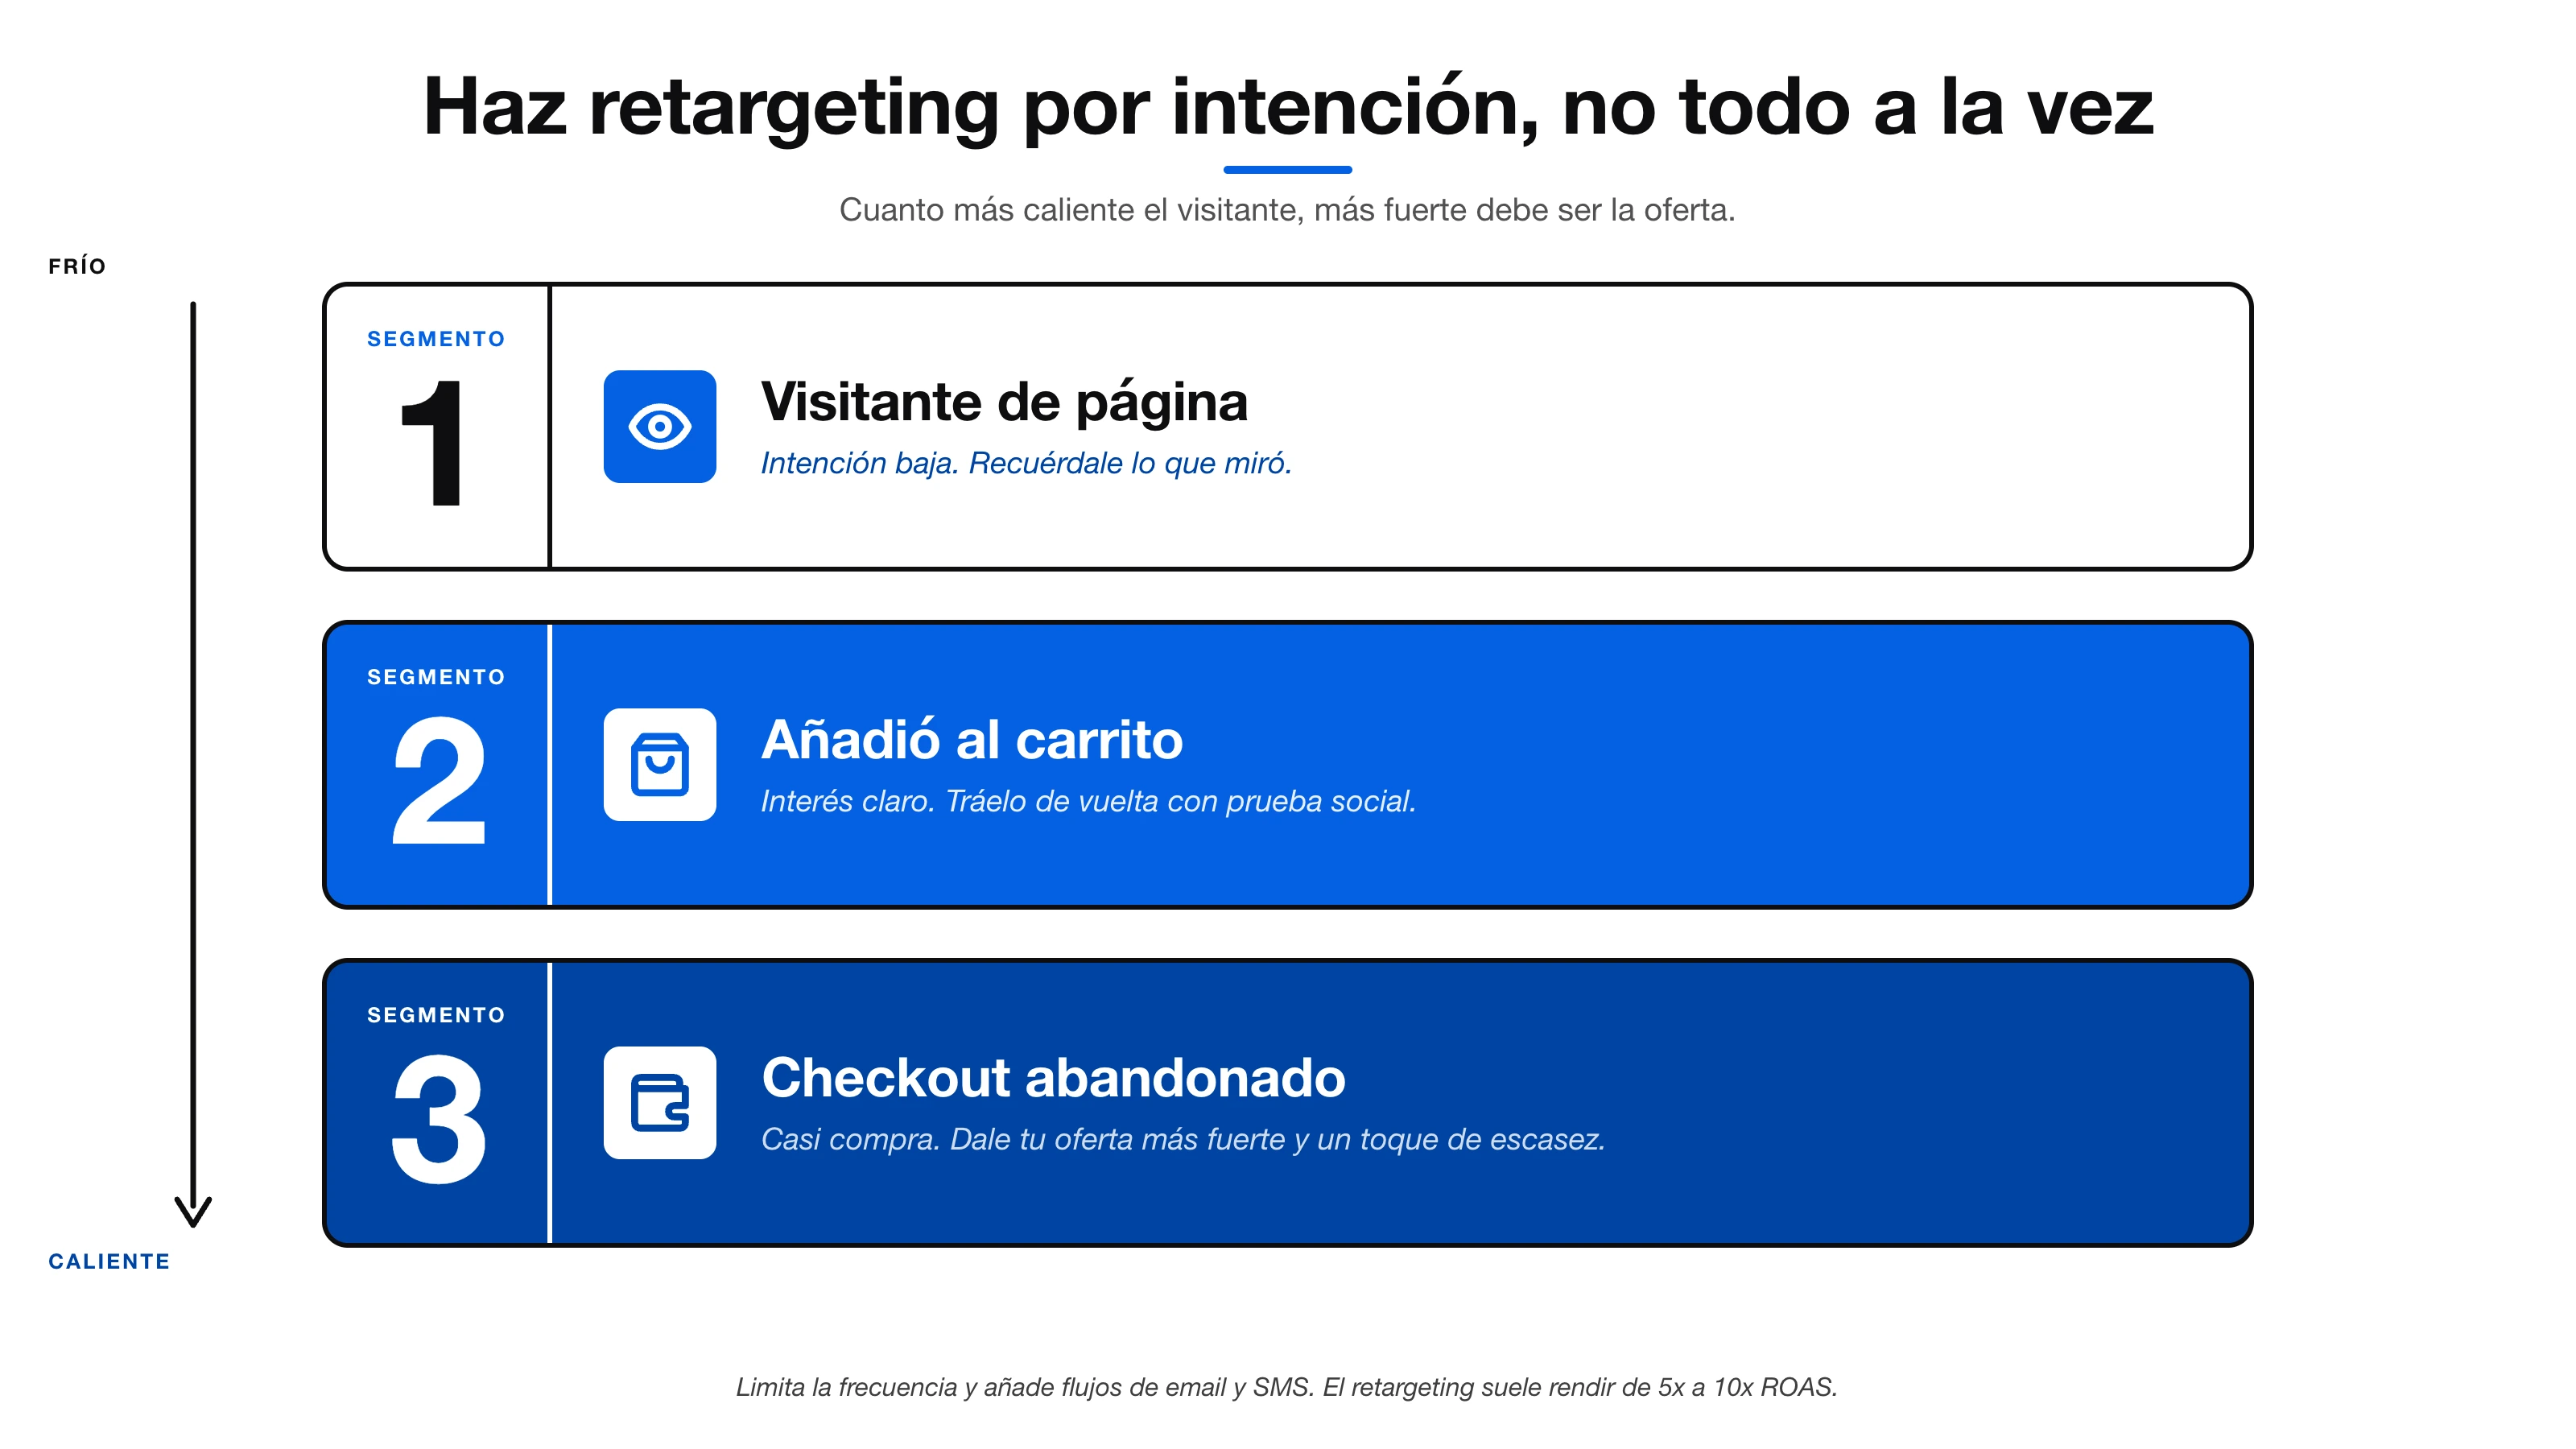 Haz retargeting por intención, no todo a la vez
Cuanto más caliente el visitante, más fuerte debe ser la oferta.
FRÍO
SEGMENTO
1
Visitante de página
Intención baja. Recuérdale lo que miró.
SEGMENTO
2
Añadió al carrito
Interés claro. Tráelo de vuelta con prueba social.
SEGMENTO
3
Checkout abandonado
Casi compra. Dale tu oferta más fuerte y un toque de escasez.
CALIENTE
Limita la frecuencia y añade flujos de email y SMS. El retargeting suele rendir de 5x a 10x ROAS.